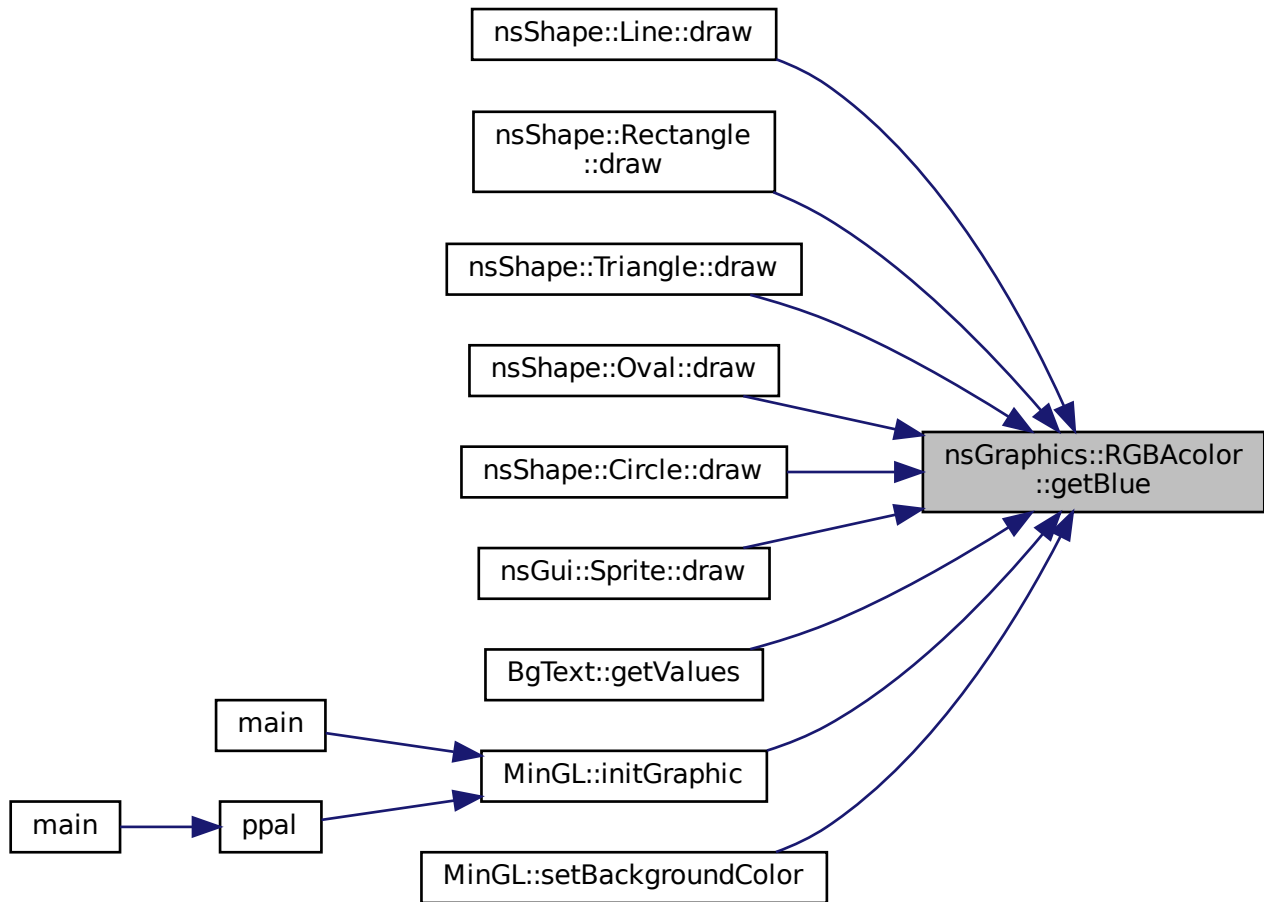 nsShape::Line::draw
nsShape::Rectangle
::draw
nsShape::Triangle::draw
nsShape::Oval::draw
nsGraphics::RGBAcolor
::getBlue
nsShape::Circle::draw
nsGui::Sprite::draw
BgText::getValues
main
MinGL::initGraphic
main
ppal
MinGL::setBackgroundColor